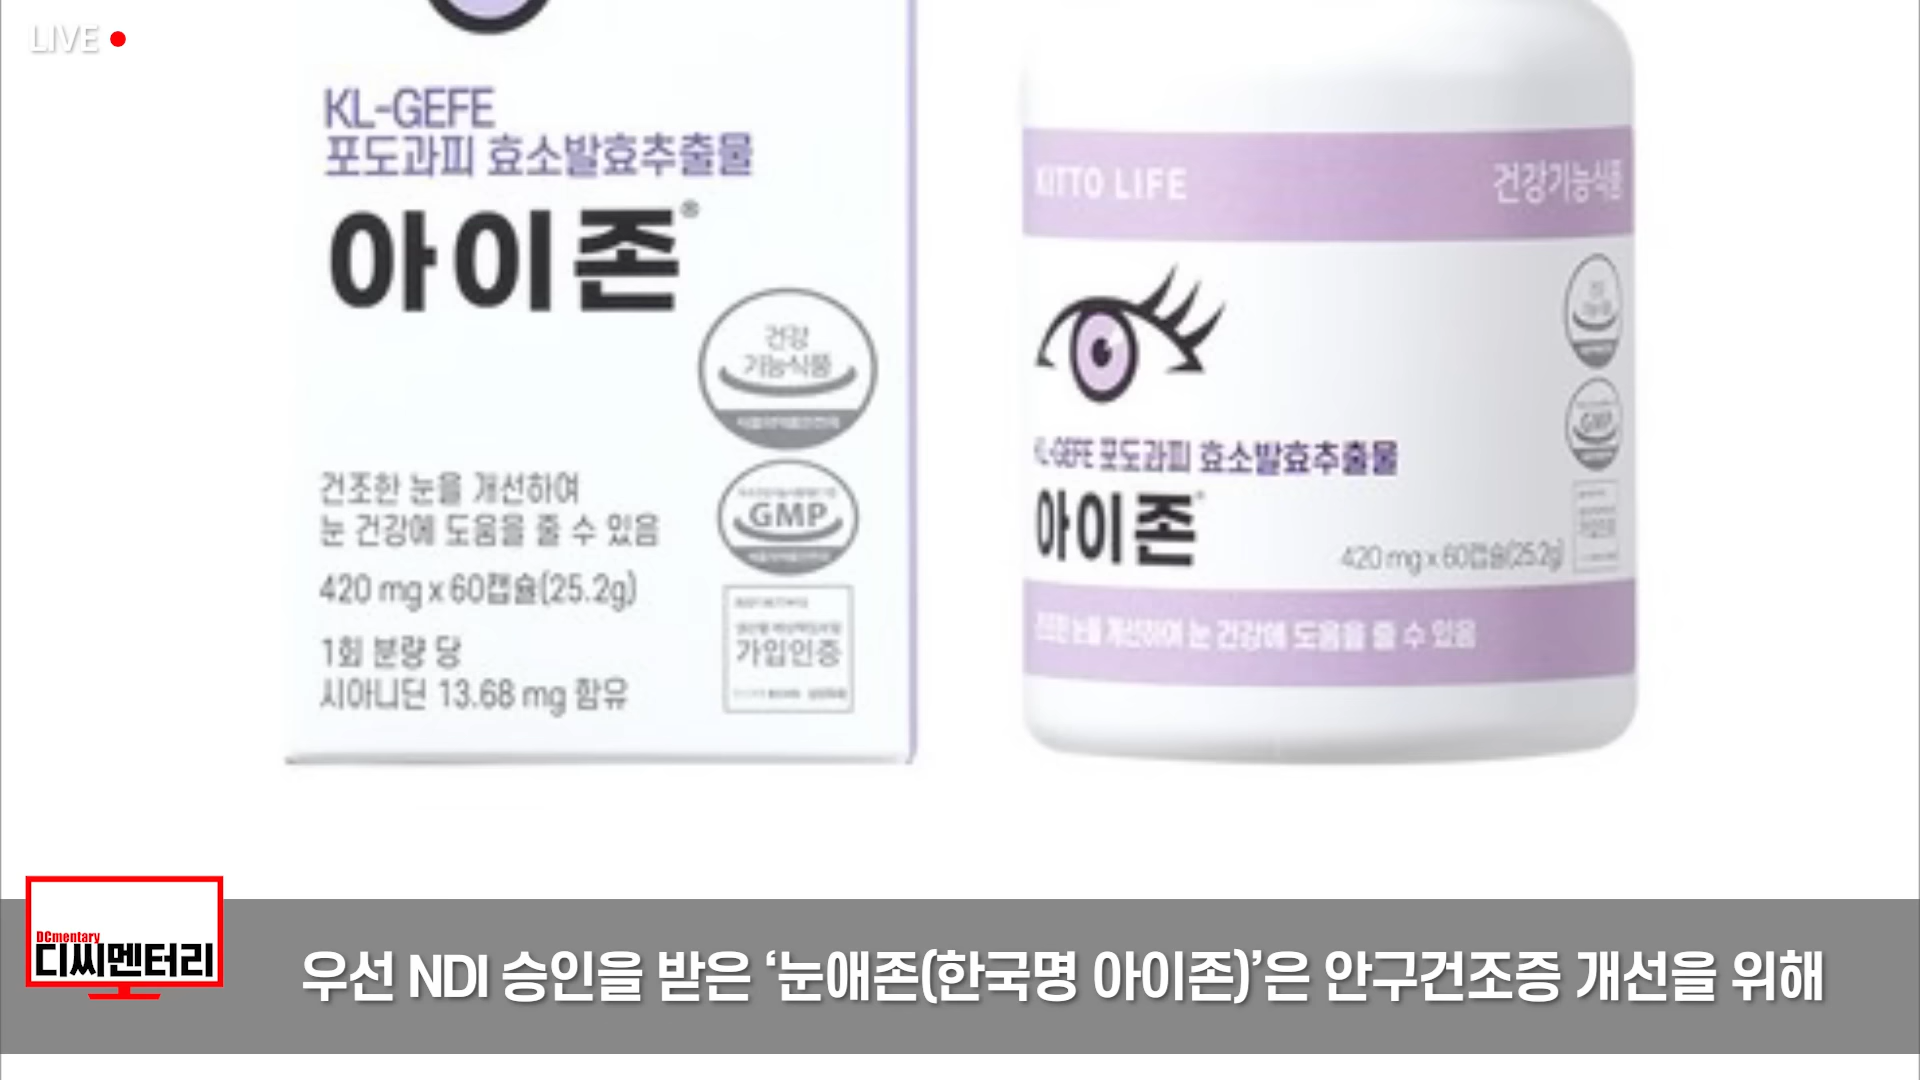 LIVE
KL-GEFE
포도과피 효소발효추출물
아이존®
건강
기능식품
GMP
건조한 눈을 개선하여
눈 건강에 도움을 줄 수 있음
420 mg x 60캡슐(25.2g)
가입인증
1회 분량 당
시아니딘 13.68 mg 함유
KITTO LIFE
건강기능식품
GMP
KL-GEFE 포도과피 효소발효추출물
아이존
420 mg x 60캡슐(25.2g)
건조한 눈을 개선하여 눈 건강에 도움을 줄 수 있음
DCmentary
디씨멘터리
우선 NDI 승인을 받은 ‘눈애존(한국명 아이존)’은 안구건조증 개선을 위해